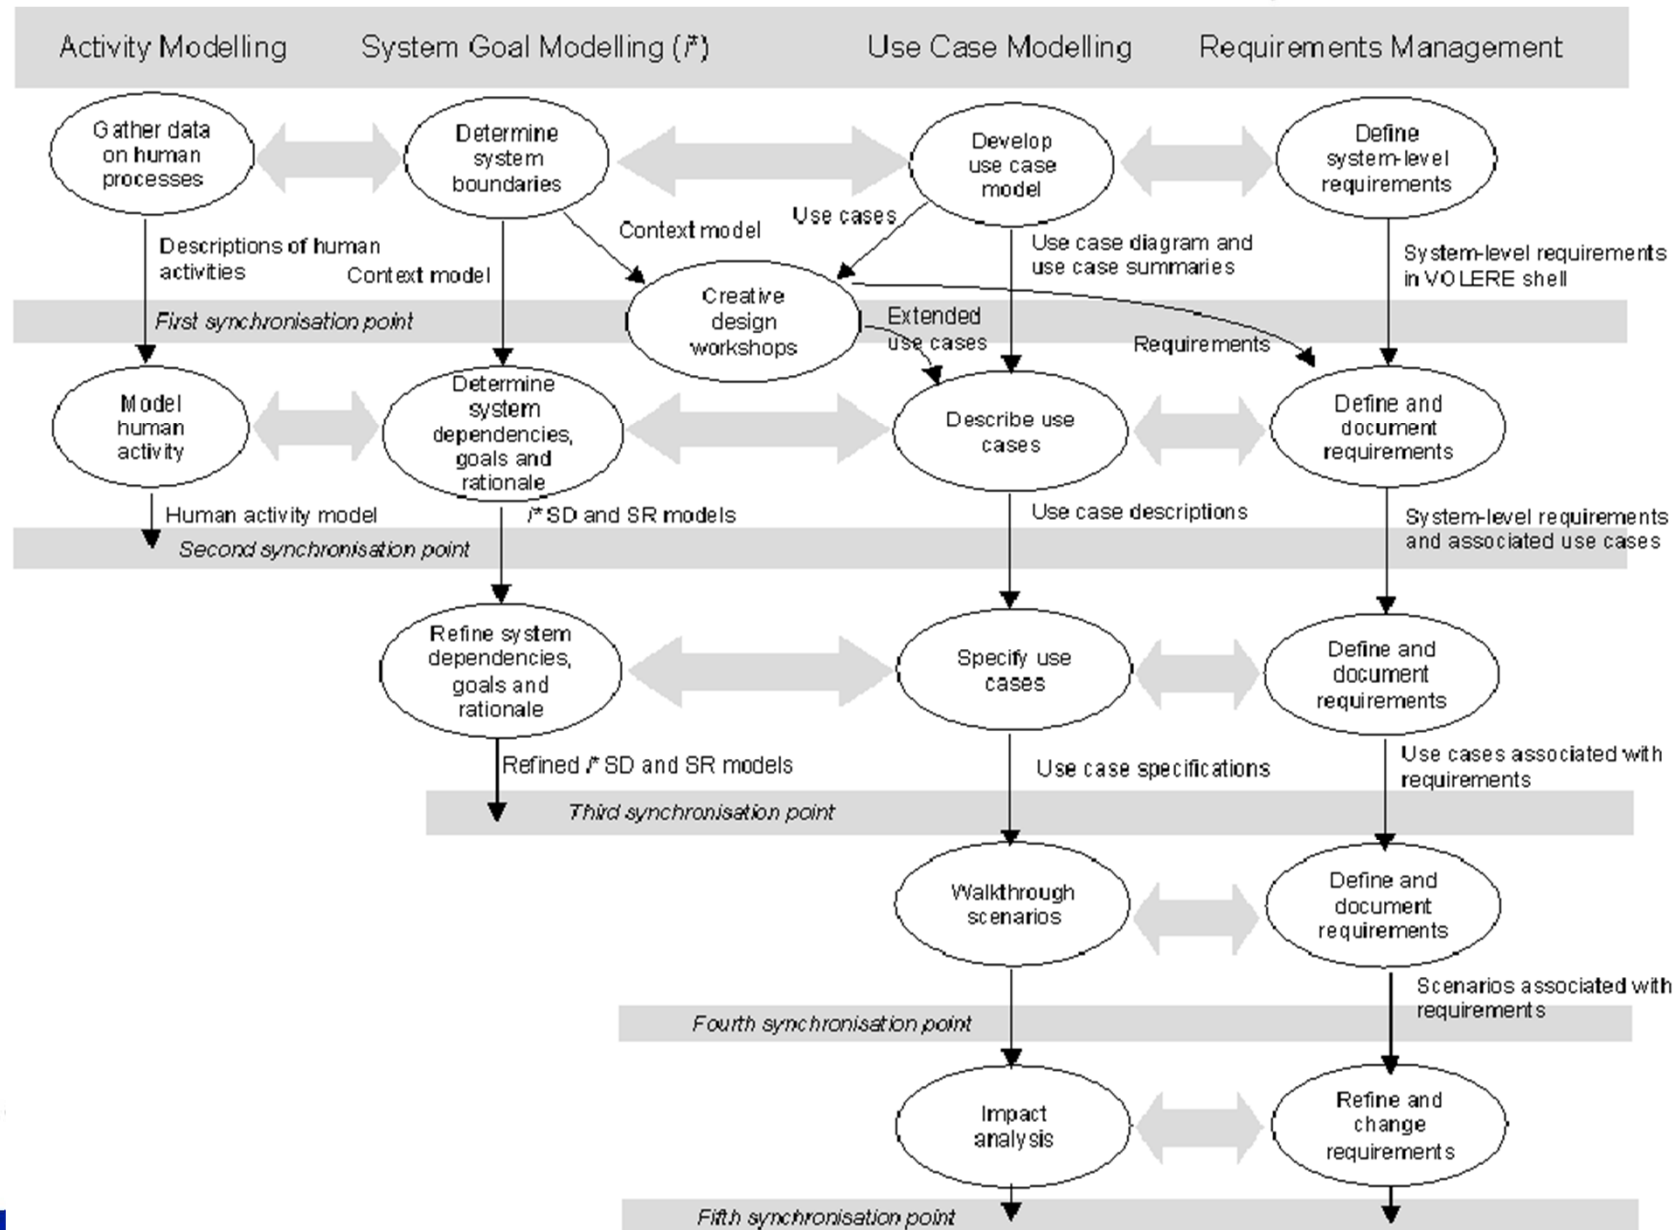 Activity Modelling
System Goal Modelling (i*)
Use Case Modelling
Requirements Management
Gather data
on human
processes
Determine
system
boundaries
Develop
use case
model
Define
system-level
requirements
Descriptions of human
activities
Context model
Context model
Use cases
Use case diagram and
use case summaries
System-level requirements
in VOLERE shell
Creative
design
workshops
First synchronisation point
Extended
use cases
Requirements
Model
human
activity
Determine
system
dependencies,
goals and
rationale
Describe use
cases
Define and
document
requirements
Human activity model
i* SD and SR models
Use case descriptions
System-level requirements
and associated use cases
Second synchronisation point
Refine system
dependencies,
goals and
rationale
Specify use
cases
Define and
document
requirements
Refined i* SD and SR models
Use case specifications
Use cases associated with
requirements
Third synchronisation point
Walkthrough
scenarios
Define and
document
requirements
Scenarios associated with
requirements
Fourth synchronisation point
Impact
analysis
Refine and
change
requirements
Fifth synchronisation point